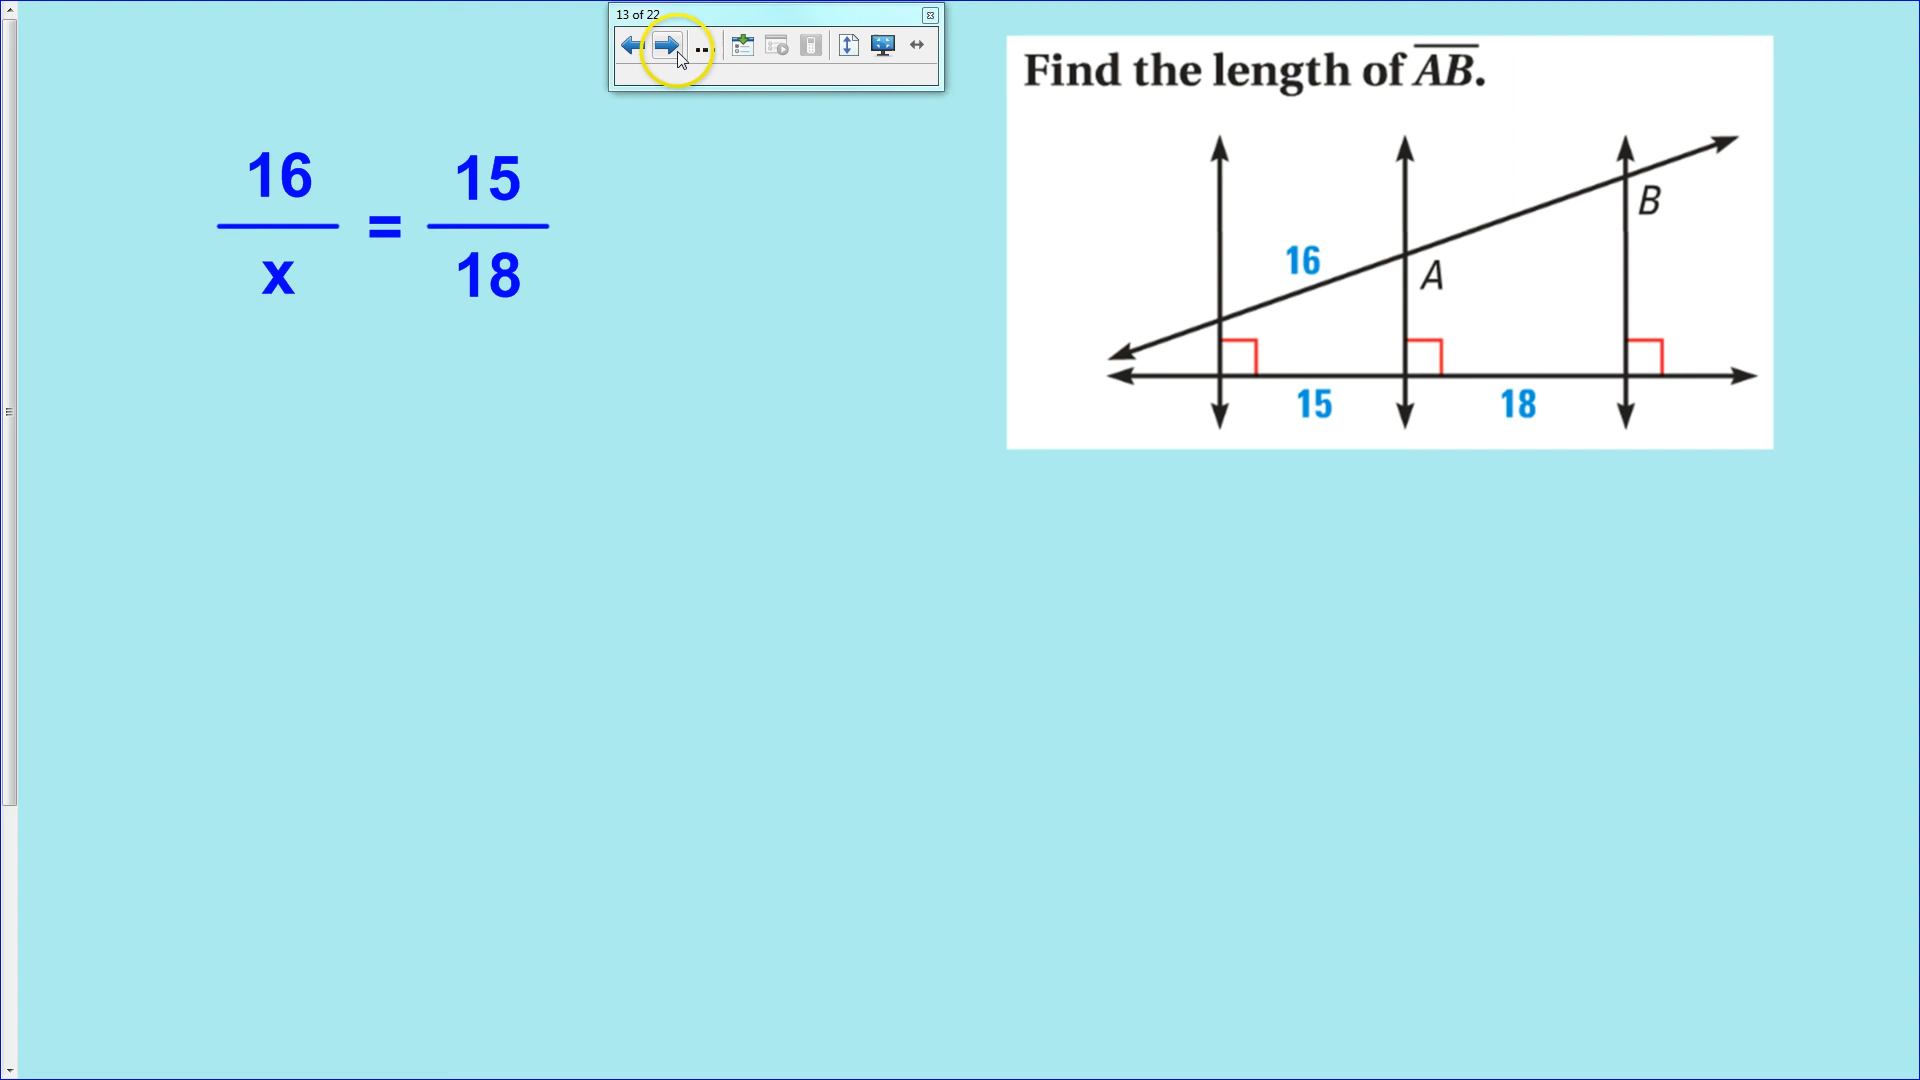 13 of 22
Find the length of AB.
16 = 15
x 18
B
16
A
15 18